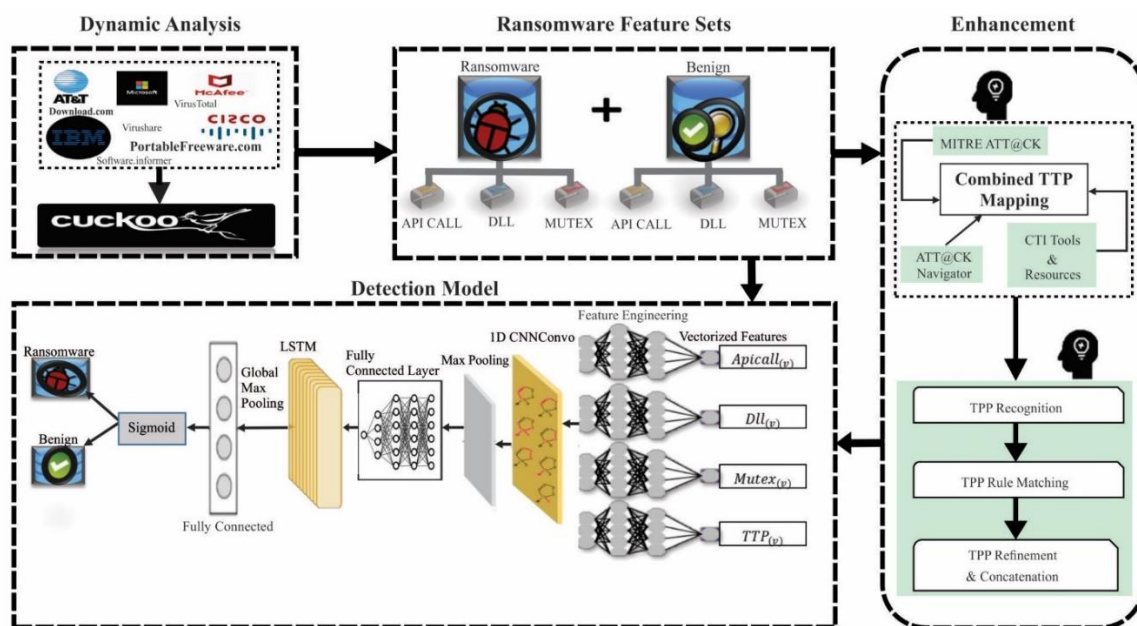 Dynamic Analysis
AT&T
Microsoft
McAfee
VirusTotal
Download.com
IBM
Virushare
CISCO
PortableFreeware.com
Software.informer
cuckoo
Ransomware Feature Sets
Ransomware
+
Benign
API CALL
DLL
MUTEX
API CALL
DLL
MUTEX
Enhancement
MITRE ATT@CK
Combined TTP
Mapping
ATT@CK
Navigator
CTI Tools
&
Resources
TPP Recognition
TPP Rule Matching
TPP Refinement
& Concatenation
Detection Model
Feature Engineering
Vectorized Features
Apicall(v)
Dll(v)
Mutex(v)
TTP(v)
1D CNNConvo
Max Pooling
Fully
Connected Layer
LSTM
Global
Max
Pooling
Fully Connected
Sigmoid
Ransomware
Benign